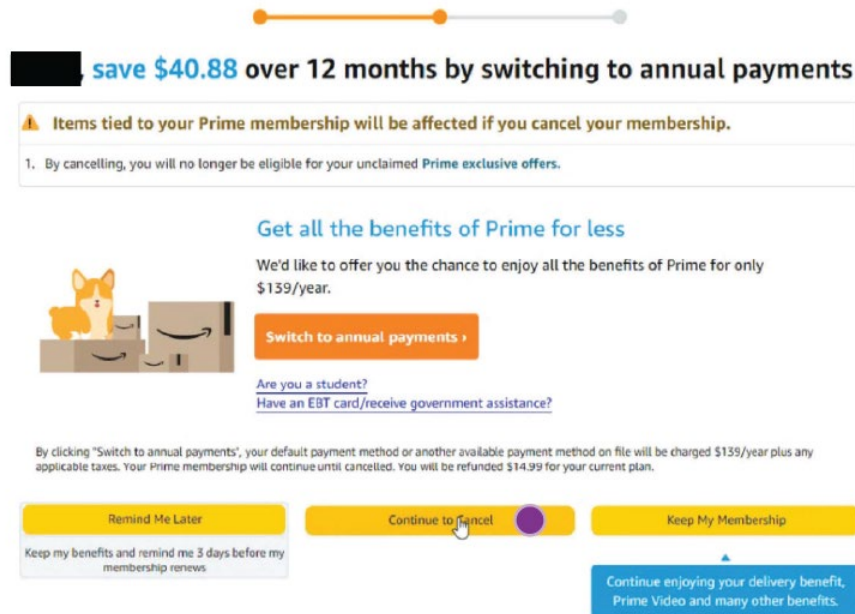 , save $40.88 over 12 months by switching to annual payments
Items tied to your Prime membership will be affected if you cancel your membership.
1. By cancelling, you will no longer be eligible for your unclaimed Prime exclusive offers.
Get all the benefits of Prime for less
We'd like to offer you the chance to enjoy all the benefits of Prime for only
$139/year.
Switch to annual payments ›
Are you a student?
Have an EBT card/receive government assistance?
By clicking "Switch to annual payments", your default payment method or another available payment method on file will be charged $139/year plus any
applicable taxes. Your Prime membership will continue until cancelled. You will be refunded $14.99 for your current plan.
Remind Me Later
Continue to Cancel
Keep My Membership
Keep my benefits and remind me 3 days before my
membership renews
Continue enjoying your delivery benefit,
Prime Video and many other benefits.